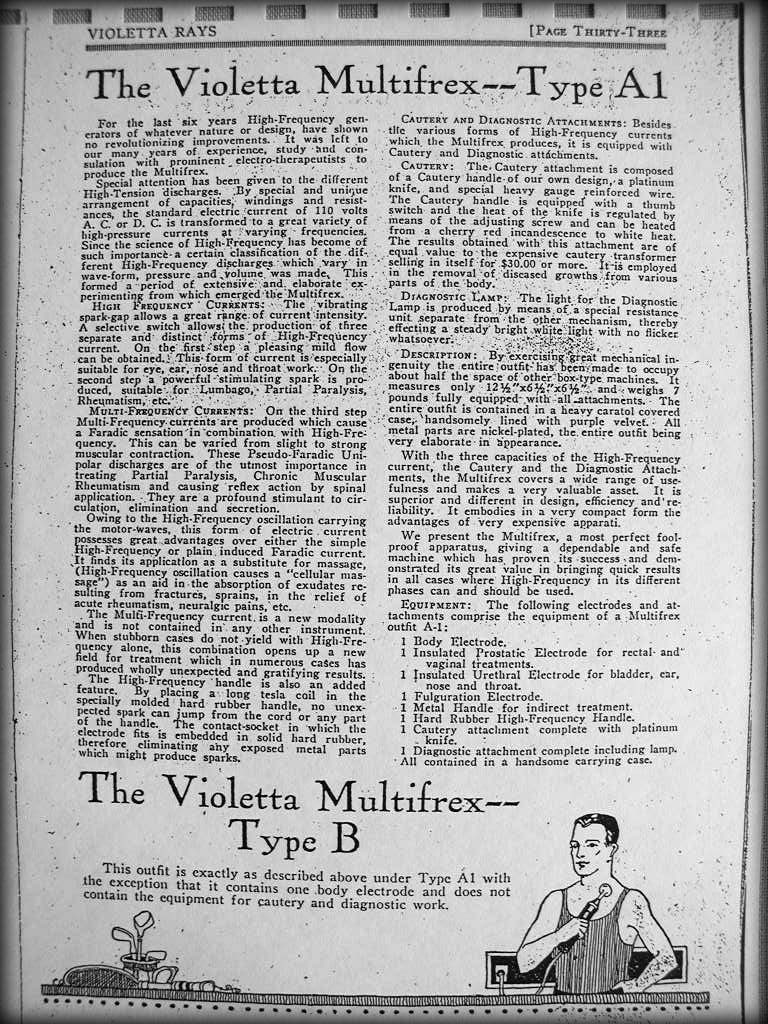 VIOLETTA RAYS
[PAGE THIRTY-THREE
The Violetta Multifrex--Type A1
For the last six years High-Frequency gen-
erators of whatever nature or design, have shown
no revolutionizing improvements. It was left to
our many years of experience, study and con-
sulation with prominent electro-therapeutists to
produce the Multifrex.
Special attention has been given to the different
High-Tension discharges. By special and unique
arrangement of capacities, windings and resist-
ances, the standard electric current of 110 volts
A. C. or D. C. is transformed to a great variety of
high-pressure currents at varying frequencies.
Since the science of High-Frequency has become of
such importance a certain classification of the dif-
ferent High-Frequency discharges which vary in
wave-form, pressure and volume was made. This
formed a period of extensive and elaborate ex-
perimenting from which emerged the Multifrex.
HIGH FREQUENCY CURRENTS: The vibrating
spark-gap allows a great range of current intensity.
A selective switch allows the production of three
separate and distinct forms of High-Frequency
current. On the first step a pleasing mild flow
can be obtained. This form of current is especially
suitable for eye, ear, nose and throat work. On the
second step a powerful stimulating spark is pro-
duced, suitable for Lumbago, Partial Paralysis,
Rheumatism, etc.
MULTI-FREQUENCY CURRENTS: On the third step
Multi-Frequency currents are produced which cause
a Faradic sensation in combination with High-Fre-
quency. This can be varied from slight to strong
muscular contraction. These Pseudo-Faradic Uni-
polar discharges are of the utmost importance in
treating Partial Paralysis, Chronic Muscular
Rheumatism and causing reflex action by spinal
application. They are a profound stimulant to cir-
culation, elimination and secretion.
Owing to the High-Frequency oscillation carrying
the motor-waves, this form of electric current
possesses great advantages over either the simple
High-Frequency or plain induced Faradic current.
It finds its application as a substitute for massage,
(High-Frequency oscillation causes a "cellular mas-
sage") as an aid in the absorption of exudates re-
sulting from fractures, sprains, in the relief of
acute rheumatism, neuralgic pains, etc.
The Multi-Frequency current is a new modality
and is not contained in any other instrument.
When stubborn cases do not yield with High-Fre-
quency alone, this combination opens up a new
field for treatment which in numerous cases has
produced wholly unexpected and gratifying results.
The High-Frequency handle is also an added
feature. By placing a long tesla coil in the
specially molded hard rubber handle, no unex-
pected spark can jump from the cord or any part
of the handle. The contact-socket in which the
electrode fits is embedded in solid hard rubber,
therefore eliminating any exposed metal parts
which might produce sparks.
CAUTERY AND DIAGNOSTIC ATTACHMENTS: Besides
the various forms of High-Frequency currents
which the Multifrex produces, it is equipped with
Cautery and Diagnostic attachments.
CAUTERY: The Cautery attachment is composed
of a Cautery handle of our own design, a platinum
knife, and special heavy gauge reinforced wire.
The Cautery handle is equipped with a thumb
switch and the heat of the knife is regulated by
means of the adjusting screw and can be heated
from a cherry red incandescence to white heat.
The results obtained with this attachment are of
equal value to the expensive cautery transformer
selling in itself for $30.00 or more. It is employed
in the removal of diseased growths from various
parts of the body.
DIAGNOSTIC LAMP: The light for the Diagnostic
Lamp is produced by means of a special resistance
unit separate from the other mechanism, thereby
effecting a steady bright white light with no flicker
whatsoever.
DESCRIPTION: By exercising great mechanical in-
genuity the entire outfit has been made to occupy
about half the space of other box-type machines. It
measures only 12½"x6½"x6½" and weighs 7
pounds fully equipped with all attachments. The
entire outfit is contained in a heavy caratol covered
case, handsomely lined with purple velvet. All
metal parts are nickel-plated, the entire outfit being
very elaborate in appearance.
With the three capacities of the High-Frequency
current, the Cautery and the Diagnostic Attach-
ments, the Multifrex covers a wide range of use-
fulness and makes a very valuable asset. It is
superior and different in design, efficiency and re-
liability. It embodies in a very compact form the
advantages of very expensive apparati.
We present the Multifrex, a most perfect fool-
proof apparatus, giving a dependable and safe
machine which has proven its success and dem-
onstrated its great value in bringing quick results
in all cases where High-Frequency in its different
phases can and should be used.
EQUIPMENT: The following electrodes and at-
tachments comprise the equipment of a Multifrex
outfit A-1:
1 Body Electrode.
1 Insulated Prostatic Electrode for rectal and
vaginal treatments.
1 Insulated Urethral Electrode for bladder, ear,
nose and throat.
1 Fulguration Electrode.
1 Metal Handle for indirect treatment.
1 Hard Rubber High-Frequency Handle.
1 Cautery attachment complete with platinum
knife.
1 Diagnostic attachment complete including lamp.
All contained in a handsome carrying case.
The Violetta Multifrex--
Type B
This outfit is exactly as described above under Type A1 with
the exception that it contains one body electrode and does not
contain the equipment for cautery and diagnostic work.